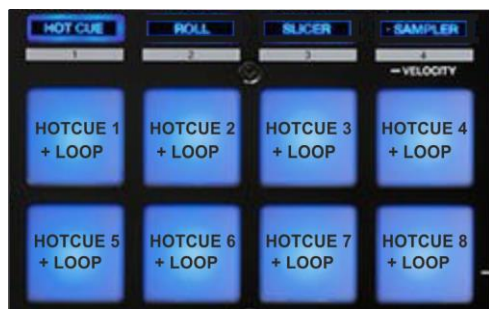 HOT CUE ROLL SLICER SAMPLER
1 2 3 4
VELOCITY
HOTCUE 1 HOTCUE 2 HOTCUE 3 HOTCUE 4
+ LOOP + LOOP + LOOP + LOOP
HOTCUE 5 HOTCUE 6 HOTCUE 7 HOTCUE 8
+ LOOP + LOOP + LOOP + LOOP